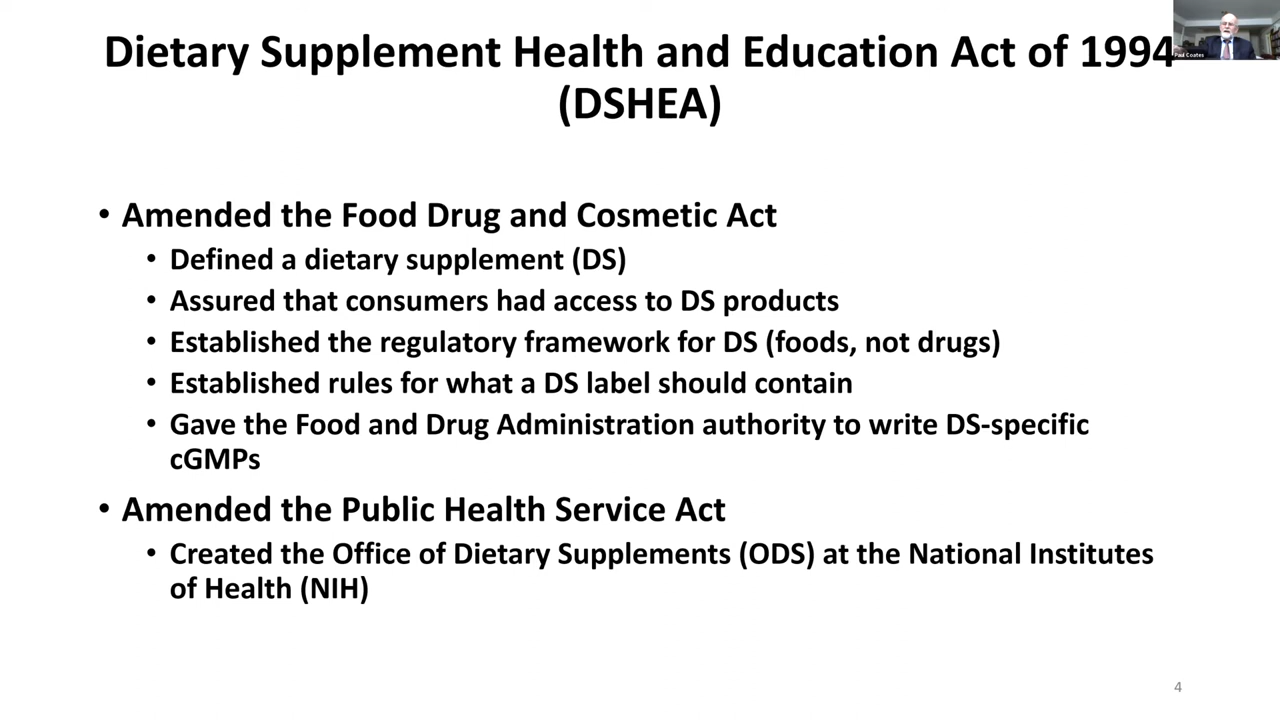 Dietary Supplement Health and Education Act of 1994
(DSHEA)
Paul Coates
• Amended the Food Drug and Cosmetic Act
• Defined a dietary supplement (DS)
• Assured that consumers had access to DS products
• Established the regulatory framework for DS (foods, not drugs)
• Established rules for what a DS label should contain
• Gave the Food and Drug Administration authority to write DS-specific
cGMPs
• Amended the Public Health Service Act
• Created the Office of Dietary Supplements (ODS) at the National Institutes
of Health (NIH)
4